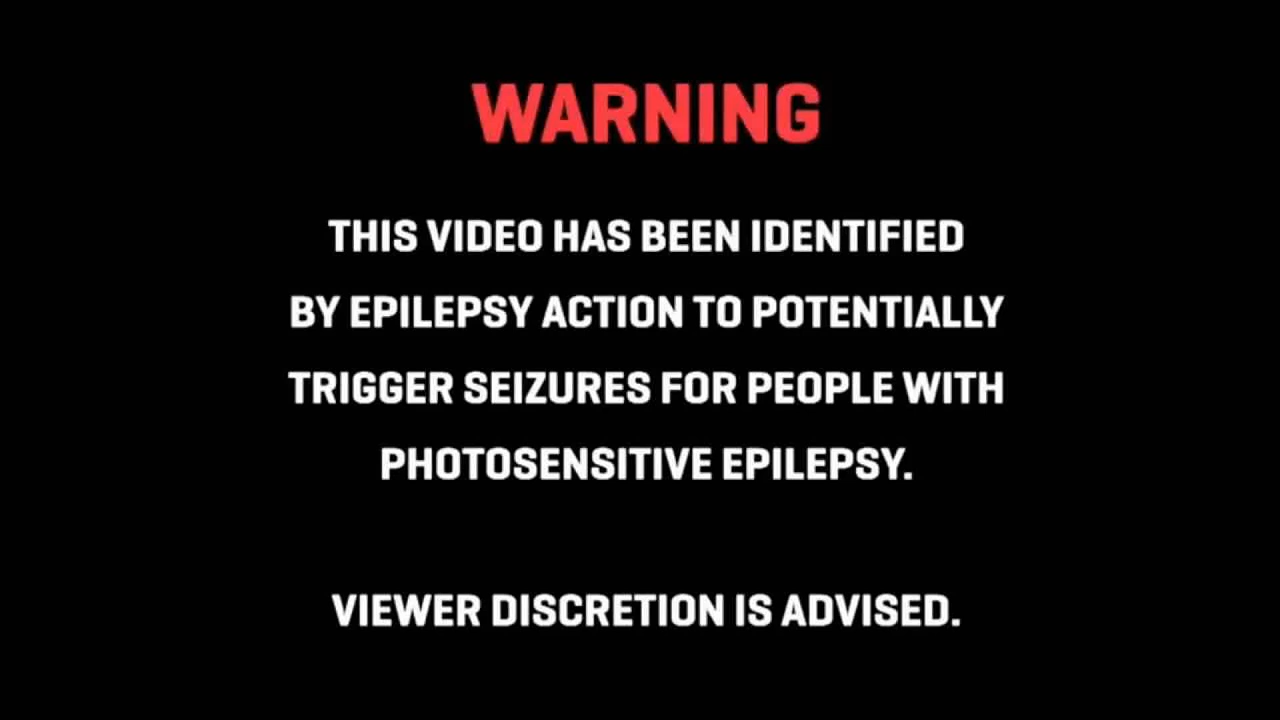 WARNING
THIS VIDEO HAS BEEN IDENTIFIED
BY EPILEPSY ACTION TO POTENTIALLY
TRIGGER SEIZURES FOR PEOPLE WITH
PHOTOSENSITIVE EPILEPSY.
VIEWER DISCRETION IS ADVISED.